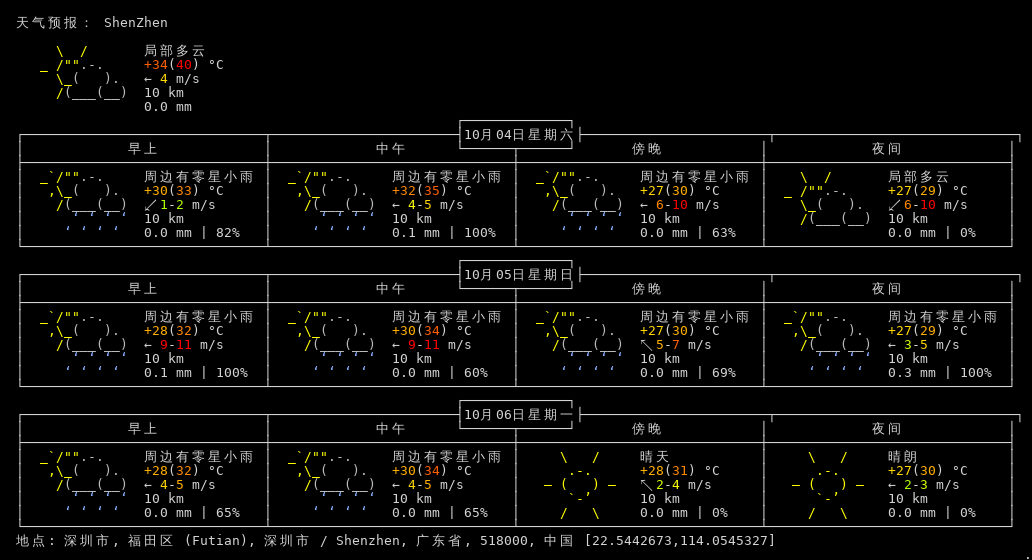 天气预报： ShenZhen
局部多云
+34(40) °C
← 4 m/s
10 km
0.0 mm
10月04日星期六
早上 中午 傍晚 夜间
周边有零星小雨 周边有零星小雨 周边有零星小雨 局部多云
+30(33) °C +32(35) °C +27(30) °C +27(29) °C
↙ 1-2 m/s ← 4-5 m/s ← 6-10 m/s ↙ 6-10 m/s
10 km 10 km 10 km 10 km
0.0 mm | 82% 0.1 mm | 100% 0.0 mm | 63% 0.0 mm | 0%
10月05日星期日
早上 中午 傍晚 夜间
周边有零星小雨 周边有零星小雨 周边有零星小雨 周边有零星小雨
+28(32) °C +30(34) °C +27(30) °C +27(29) °C
← 9-11 m/s ← 9-11 m/s ↖ 5-7 m/s ← 3-5 m/s
10 km 10 km 10 km 10 km
0.1 mm | 100% 0.0 mm | 60% 0.0 mm | 69% 0.3 mm | 100%
10月06日星期一
早上 中午 傍晚 夜间
周边有零星小雨 周边有零星小雨 晴天 晴朗
+28(32) °C +30(34) °C +28(31) °C +27(30) °C
← 4-5 m/s ← 4-5 m/s ↖ 2-4 m/s ← 2-3 m/s
10 km 10 km 10 km 10 km
0.0 mm | 65% 0.0 mm | 65% 0.0 mm | 0% 0.0 mm | 0%
地点: 深圳市, 福田区 (Futian), 深圳市 / Shenzhen, 广东省, 518000, 中国 [22.5442673,114.0545327]